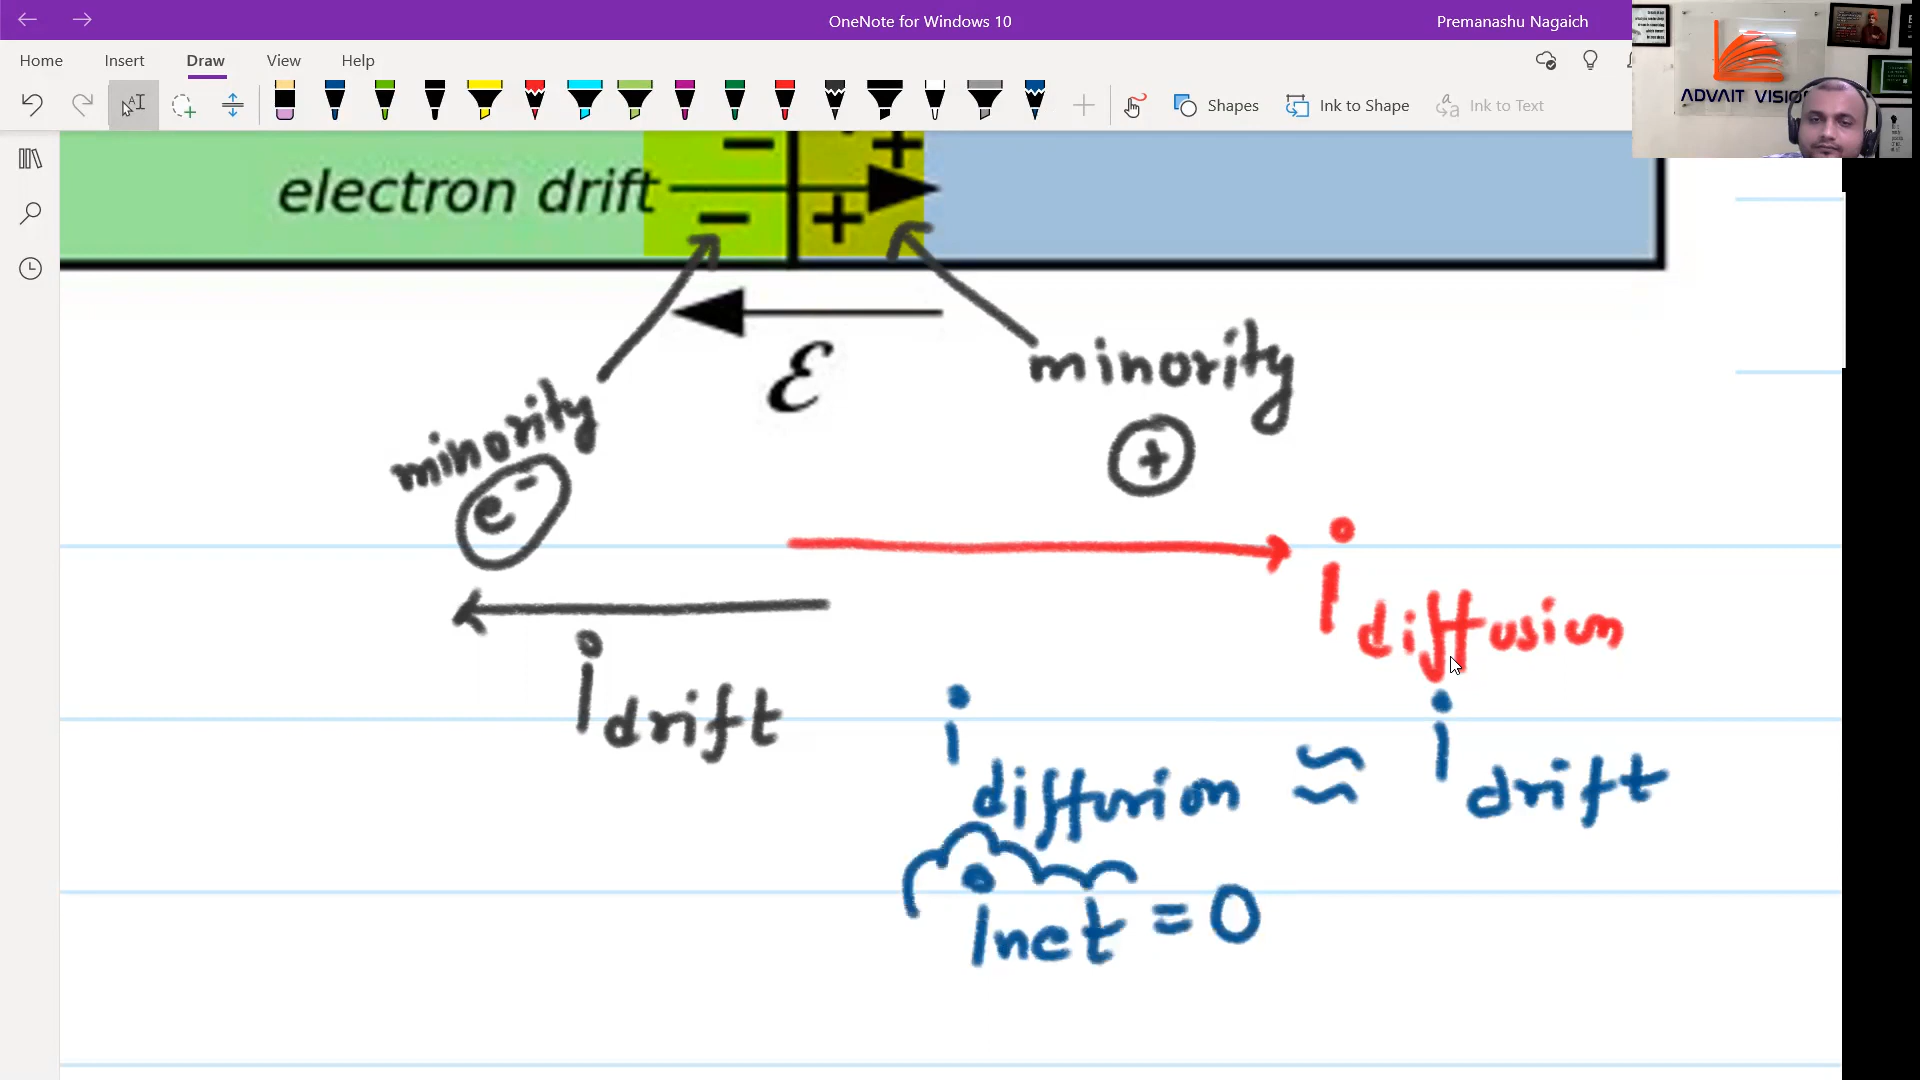 OneNote for Windows 10
Premanashu Nagaich
Home Insert Draw View Help
Shapes Ink to Shape Ink to Text
ADVAIT VISIO
electron drift
− +
− +
ℰ
minority
e−
minority
+
i diffusion
i drift
i diffusion ≈ i drift
i net = 0